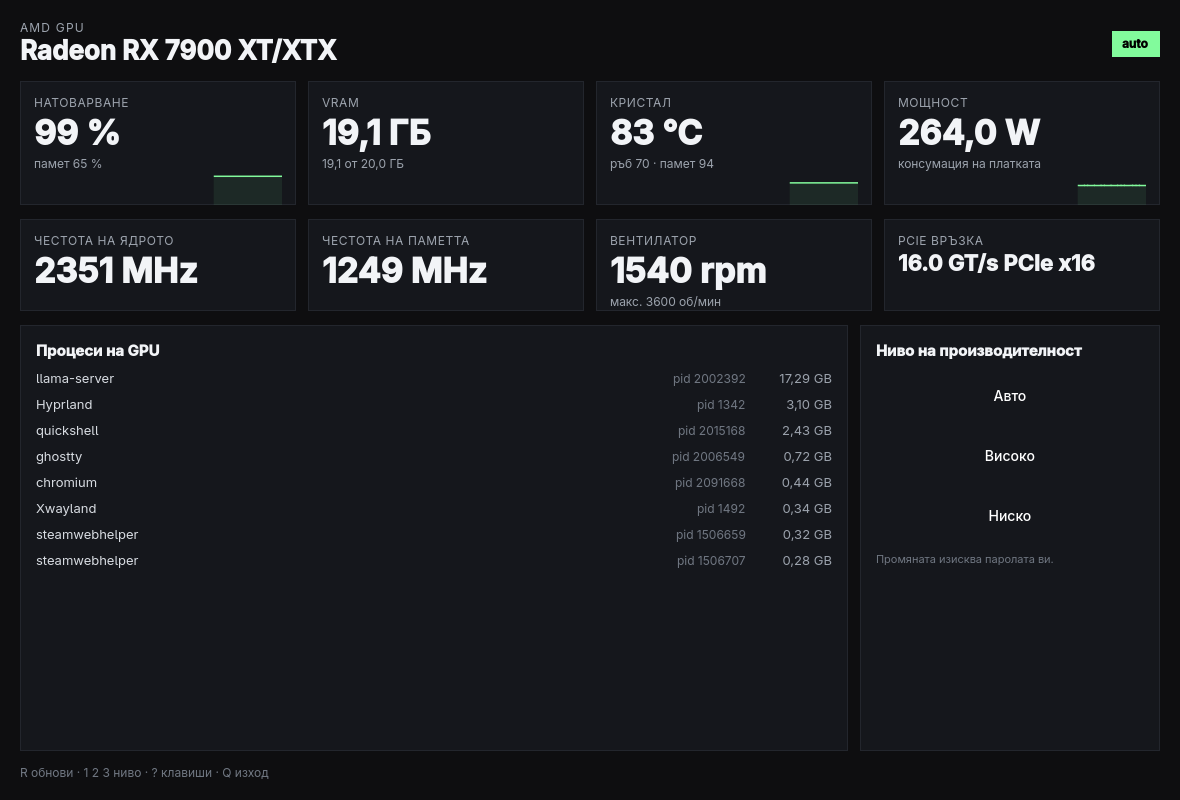 AMD GPU
Radeon RX 7900 XT/XTX
auto
НАТОВАРВАНЕ
99 %
памет 65 %
VRAM
19,1 ГБ
19,1 от 20,0 ГБ
КРИСТАЛ
83 °C
ръб 70 · памет 94
МОЩНОСТ
264,0 W
консумация на платката
ЧЕСТОТА НА ЯДРОТО
2351 MHz
ЧЕСТОТА НА ПАМЕТТА
1249 MHz
ВЕНТИЛАТОР
1540 rpm
макс. 3600 об/мин
PCIE ВРЪЗКА
16.0 GT/s PCIe x16
Процеси на GPU
llama-server pid 2002392 17,29 GB
Hyprland pid 1342 3,10 GB
quickshell pid 2015168 2,43 GB
ghostty pid 2006549 0,72 GB
chromium pid 2091668 0,44 GB
Xwayland pid 1492 0,34 GB
steamwebhelper pid 1506659 0,32 GB
steamwebhelper pid 1506707 0,28 GB
Ниво на производителност
Авто
Високо
Ниско
Промяната изисква паролата ви.
R обнови · 1 2 3 ниво · ? клавиши · Q изход